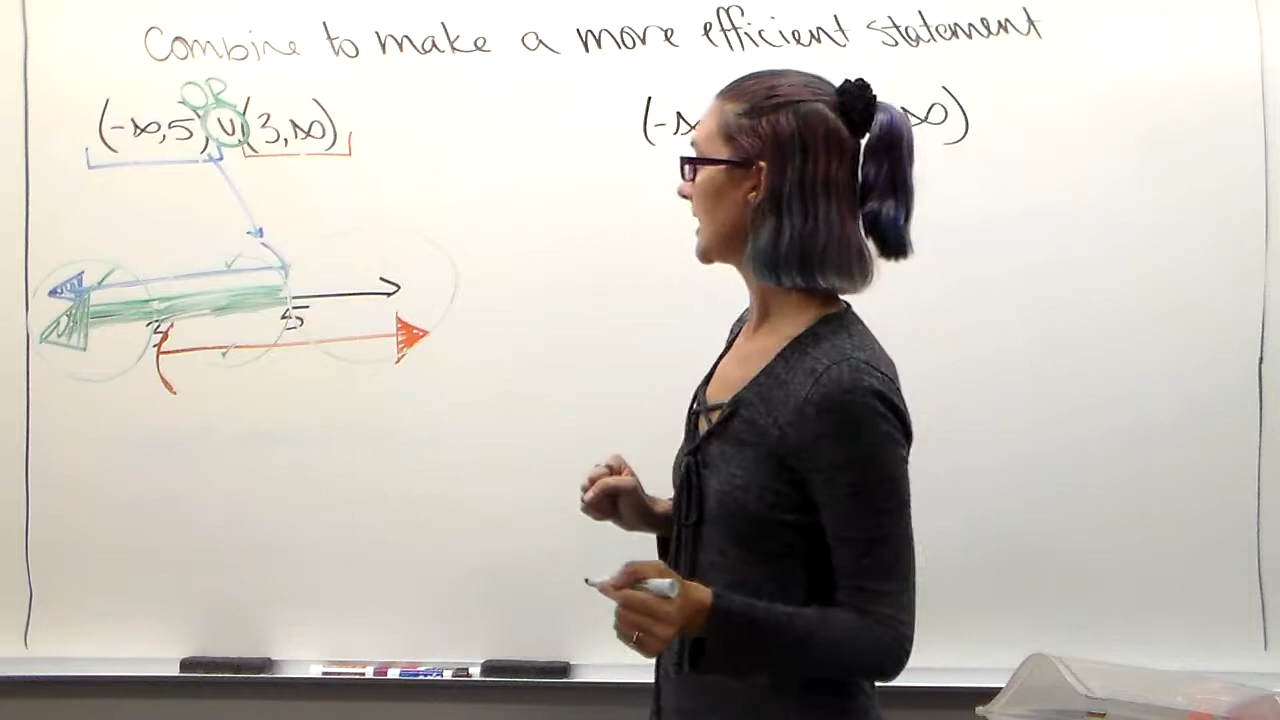 Combine to make a more efficient statement
OR
(-∞,5) ∪ (3,∞)
(-∞ ∞)
3 5